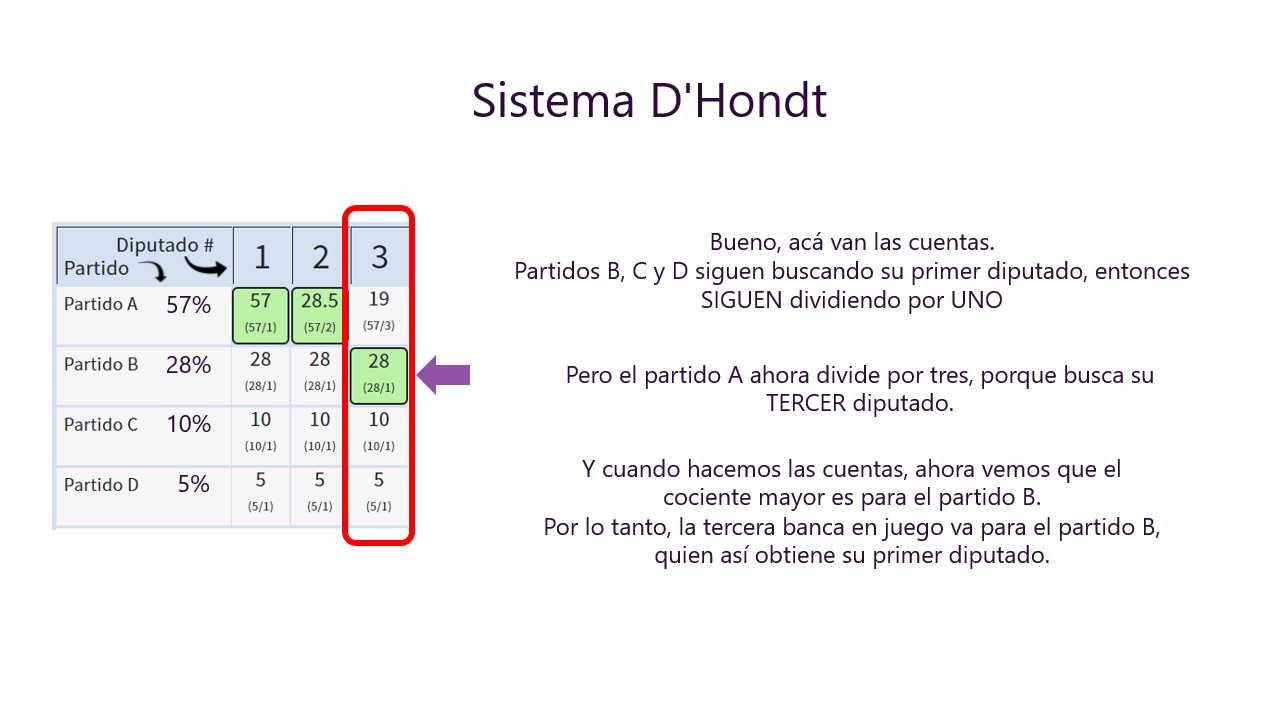 Sistema D'Hondt
Diputado #
Partido
1 2 3
Partido A 57% 57 28.5 19
(57/1) (57/2) (57/3)
Partido B 28% 28 28 28
(28/1) (28/1) (28/1)
Partido C 10% 10 10 10
(10/1) (10/1) (10/1)
Partido D 5% 5 5 5
(5/1) (5/1) (5/1)
Bueno, acá van las cuentas.
Partidos B, C y D siguen buscando su primer diputado, entonces
SIGUEN dividiendo por UNO
Pero el partido A ahora divide por tres, porque busca su
TERCER diputado.
Y cuando hacemos las cuentas, ahora vemos que el
cociente mayor es para el partido B.
Por lo tanto, la tercera banca en juego va para el partido B,
quien así obtiene su primer diputado.